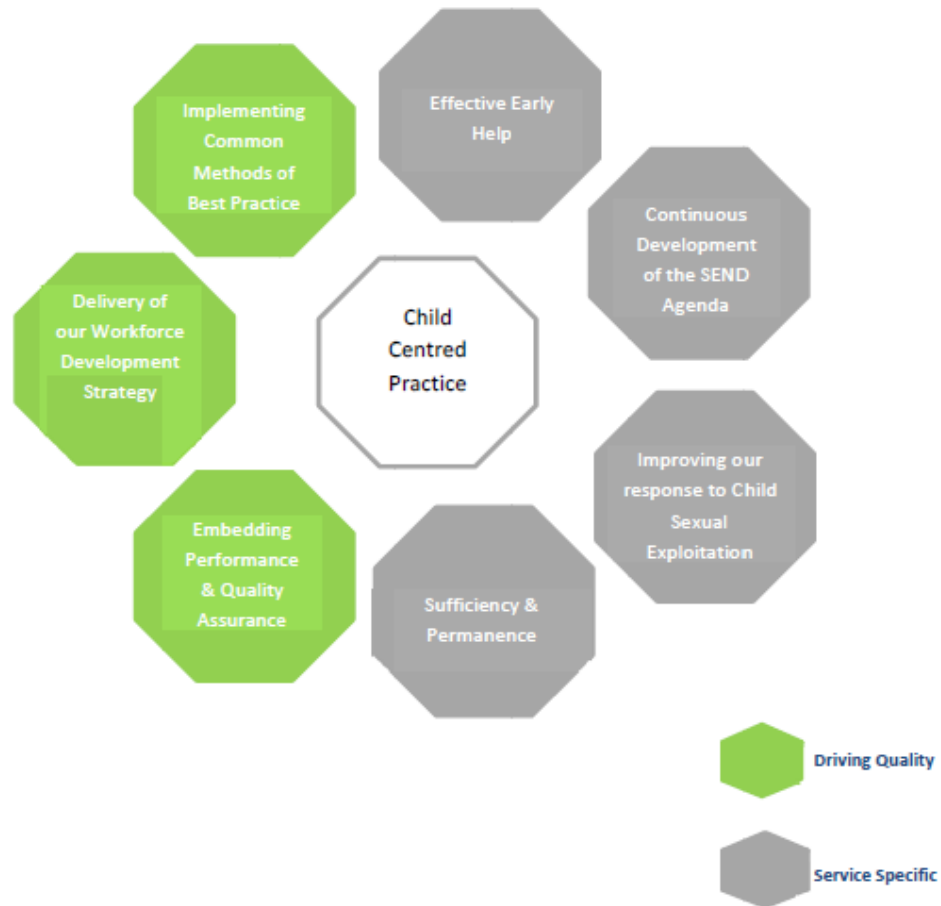 Implementing
Common
Methods of
Best Practice
Effective Early
Help
Continuous
Development
of the SEND
Agenda
Delivery of
our Workforce
Development
Strategy
Child
Centred
Practice
Improving our
response to Child
Sexual
Exploitation
Embedding
Performance
& Quality
Assurance
Sufficiency &
Permanence
Driving Quality
Service Specific